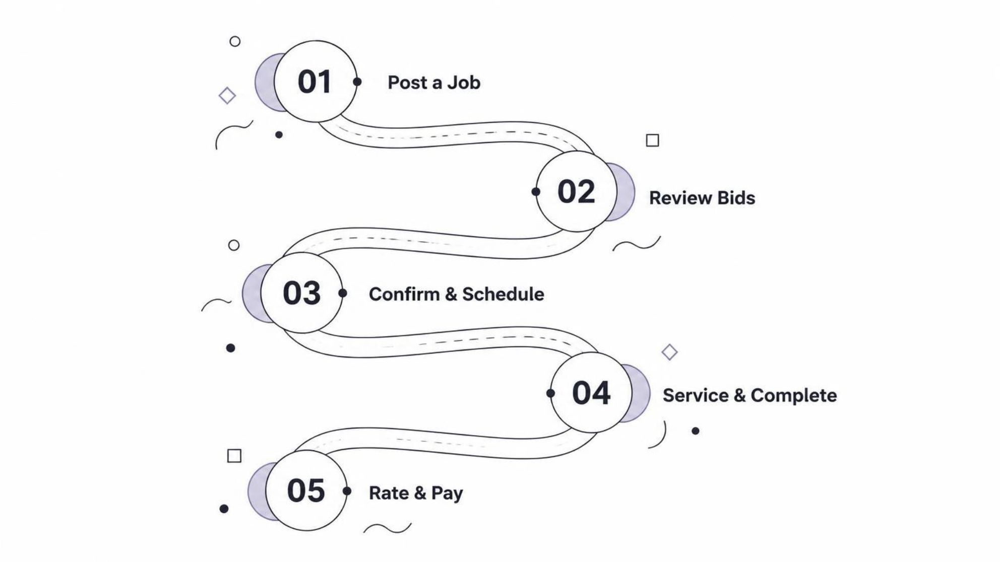 01
Post a Job
02
Review Bids
03
Confirm & Schedule
04
Service & Complete
05
Rate & Pay